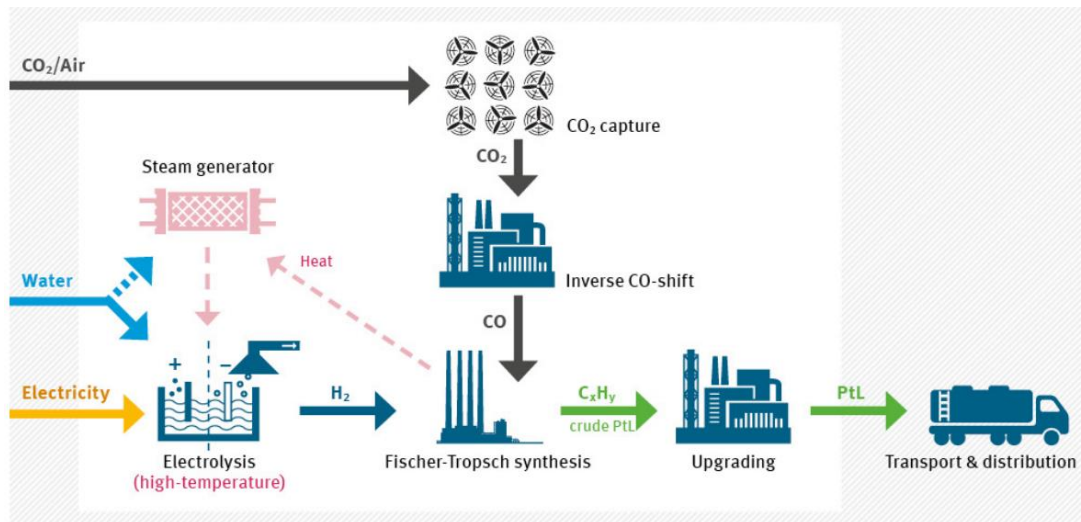 CO₂/Air
CO₂ capture
CO₂
Steam generator
Heat
Inverse CO-shift
Water
CO
+
–
Electricity
H₂
CₓHᵧ
crude PtL
PtL
Electrolysis
(high-temperature)
Fischer-Tropsch synthesis
Upgrading
Transport & distribution